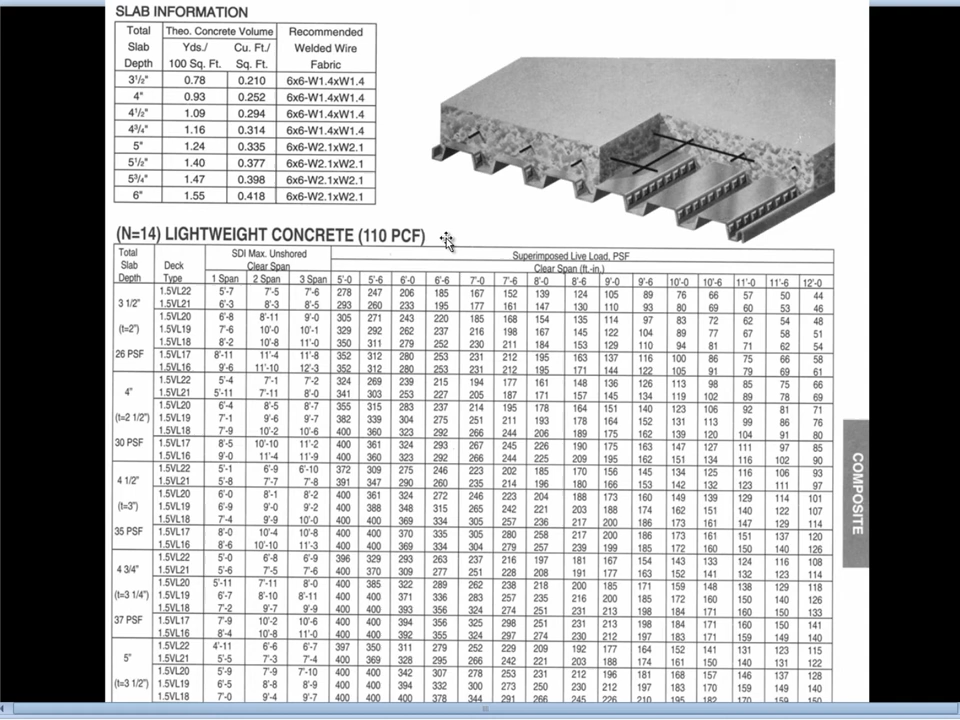 SLAB INFORMATION
Total Slab Depth | Theo. Concrete Volume | Recommended Welded Wire Fabric
Yds./ 100 Sq. Ft. | Cu. Ft./ Sq. Ft.
3 1/2" 0.78 0.210 6x6-W1.4xW1.4
4" 0.93 0.252 6x6-W1.4xW1.4
4 1/2" 1.09 0.294 6x6-W1.4xW1.4
4 3/4" 1.16 0.314 6x6-W1.4xW1.4
5" 1.24 0.335 6x6-W2.1xW2.1
5 1/2" 1.40 0.377 6x6-W2.1xW2.1
5 3/4" 1.47 0.398 6x6-W2.1xW2.1
6" 1.55 0.418 6x6-W2.1xW2.1
(N=14) LIGHTWEIGHT CONCRETE (110 PCF)
Total Slab Depth | Deck Type | SDI Max. Unshored Clear Span | Superimposed Live Load, PSF
Clear Span (ft.-in.)
1 Span 2 Span 3 Span 5'-0 5'-6 6'-0 6'-6 7'-0 7'-6 8'-0 8'-6 9'-0 9'-6 10'-0 10'-6 11'-0 11'-6 12'-0
3 1/2" (t=2") 26 PSF
1.5VL22 5'-7 7'-5 7'-6 278 247 206 185 167 152 139 124 105 89 76 66 57 50 44
1.5VL21 6'-3 8'-3 8'-5 293 260 233 195 177 161 147 130 110 93 80 69 60 53 46
1.5VL20 6'-8 8'-11 9'-0 305 271 243 220 185 168 154 135 114 97 83 72 62 54 48
1.5VL19 7'-6 10'-0 10'-1 329 292 262 237 216 198 167 145 122 104 89 77 67 58 51
1.5VL18 8'-2 10'-8 11'-0 350 311 279 252 230 211 184 153 129 110 94 81 71 62 54
1.5VL17 8'-11 11'-4 11'-8 352 312 280 253 231 212 195 163 137 116 100 86 75 66 58
1.5VL16 9'-6 11'-10 12'-3 352 312 280 253 231 212 195 171 144 122 105 91 79 69 61
4" (t=2 1/2") 30 PSF
1.5VL22 5'-4 7'-1 7'-2 324 269 239 215 194 177 161 148 136 126 113 98 85 75 66
1.5VL21 5'-11 7'-11 8'-0 341 303 253 227 205 187 171 157 145 134 119 102 89 78 69
1.5VL20 6'-4 8'-5 8'-7 355 315 283 237 214 195 178 164 151 140 123 106 92 81 71
1.5VL19 7'-1 9'-6 9'-7 382 339 304 275 251 211 193 178 164 152 131 113 99 86 76
1.5VL18 7'-9 10'-2 10'-6 400 360 323 292 266 244 206 189 175 162 139 120 104 91 80
1.5VL17 8'-5 10'-10 11'-2 400 361 324 293 267 245 226 190 175 163 147 127 111 97 85
1.5VL16 9'-0 11'-4 11'-9 400 360 323 292 266 244 225 209 195 162 151 134 116 102 90
4 1/2" (t=3") 35 PSF
1.5VL22 5'-1 6'-9 6'-10 372 309 275 246 223 202 185 170 156 145 134 125 116 106 93
1.5VL21 5'-8 7'-7 7'-8 391 347 290 260 235 214 196 180 166 153 142 132 123 111 97
1.5VL20 6'-0 8'-1 8'-2 400 361 324 272 246 223 204 188 173 160 149 139 129 114 101
1.5VL19 6'-9 9'-0 9'-2 400 388 348 315 265 242 221 203 188 174 162 151 140 122 107
1.5VL18 7'-4 9'-9 10'-0 400 400 369 334 305 257 236 217 200 186 173 161 147 129 114
1.5VL17 8'-0 10'-4 10'-8 400 400 370 335 305 280 258 217 200 186 173 161 151 137 120
1.5VL16 8'-6 10'-10 11'-3 400 400 369 334 304 279 257 239 199 185 172 160 150 140 126
4 3/4" (t=3 1/4") 37 PSF
1.5VL22 5'-0 6'-8 6'-9 396 329 293 263 237 216 197 181 167 154 143 133 124 116 108
1.5VL21 5'-6 7'-5 7'-6 400 370 309 277 251 228 208 191 177 163 152 141 132 123 114
1.5VL20 5'-11 7'-11 8'-0 400 385 322 289 262 238 218 200 185 171 159 148 138 129 118
1.5VL19 6'-7 8'-10 8'-11 400 400 371 336 283 257 235 216 200 185 172 160 150 140 126
1.5VL18 7'-2 9'-7 9'-9 400 400 393 356 324 274 251 231 213 198 184 171 160 150 133
1.5VL17 7'-9 10'-2 10'-6 400 400 394 356 325 298 251 231 213 198 184 171 160 150 141
1.5VL16 8'-4 10'-8 11'-0 400 400 392 355 324 297 274 230 212 197 183 171 159 149 140
5" (t=3 1/2")
1.5VL22 4'-11 6'-6 6'-7 397 350 311 279 252 229 209 192 177 164 152 141 131 123 115
1.5VL21 5'-5 7'-3 7'-4 400 369 328 295 266 242 221 203 188 174 161 150 140 131 122
1.5VL20 5'-9 7'-9 7'-10 400 400 342 307 278 253 231 212 196 181 168 157 146 137 128
1.5VL19 6'-5 8'-8 8'-9 400 400 394 332 300 273 250 230 212 197 183 170 159 149 140
1.5VL18 7'-0 9'-4 9'-7 400 400 400 378 344 291 266 245 226 210 195 182 170 159 150
COMPOSITE